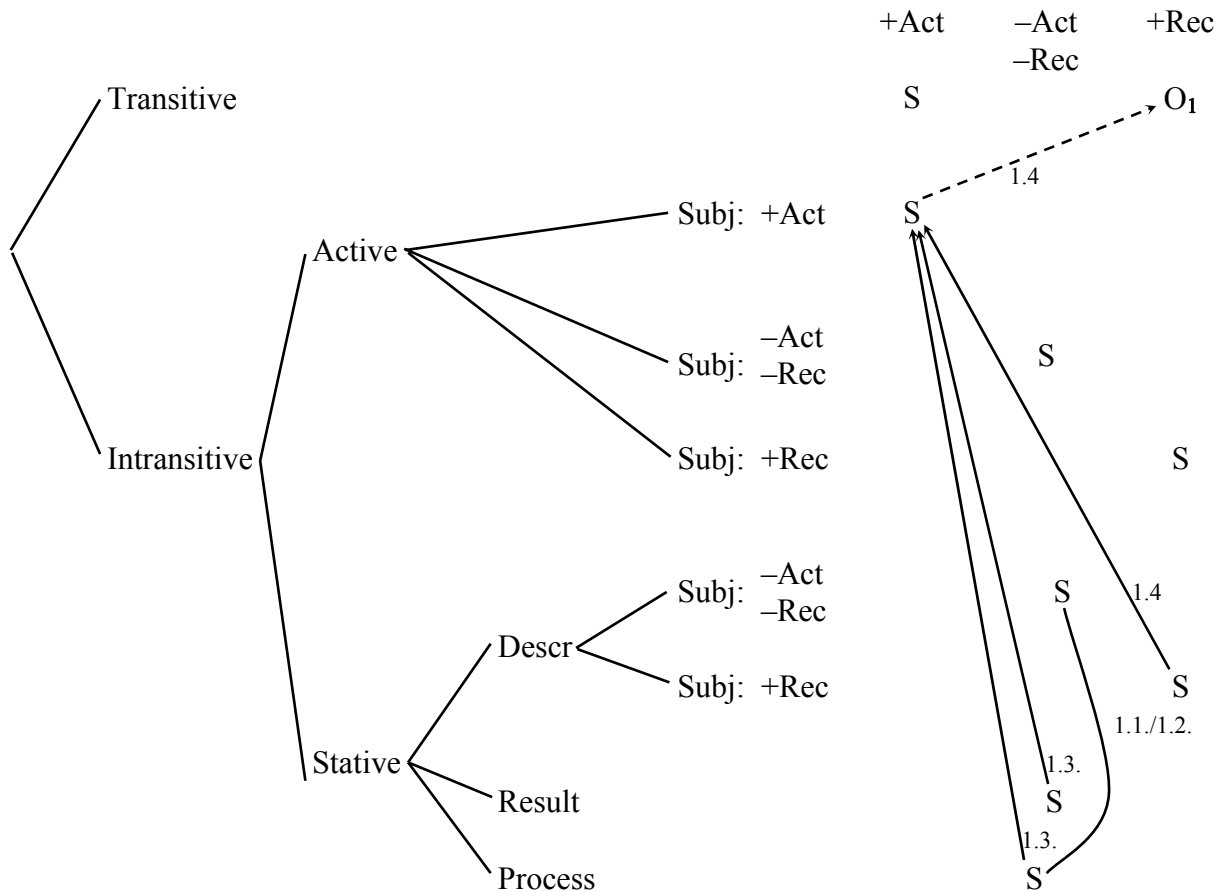 +Act –Act +Rec
–Rec
Transitive S O₁
1.4
Subj: +Act S
Active
–Act
Subj: S
–Rec
Intransitive Subj: +Rec S
–Act
Subj: S 1.4
–Rec
Descr
Subj: +Rec S
1.1./1.2.
Stative 1.3.
Result S
1.3.
Process S